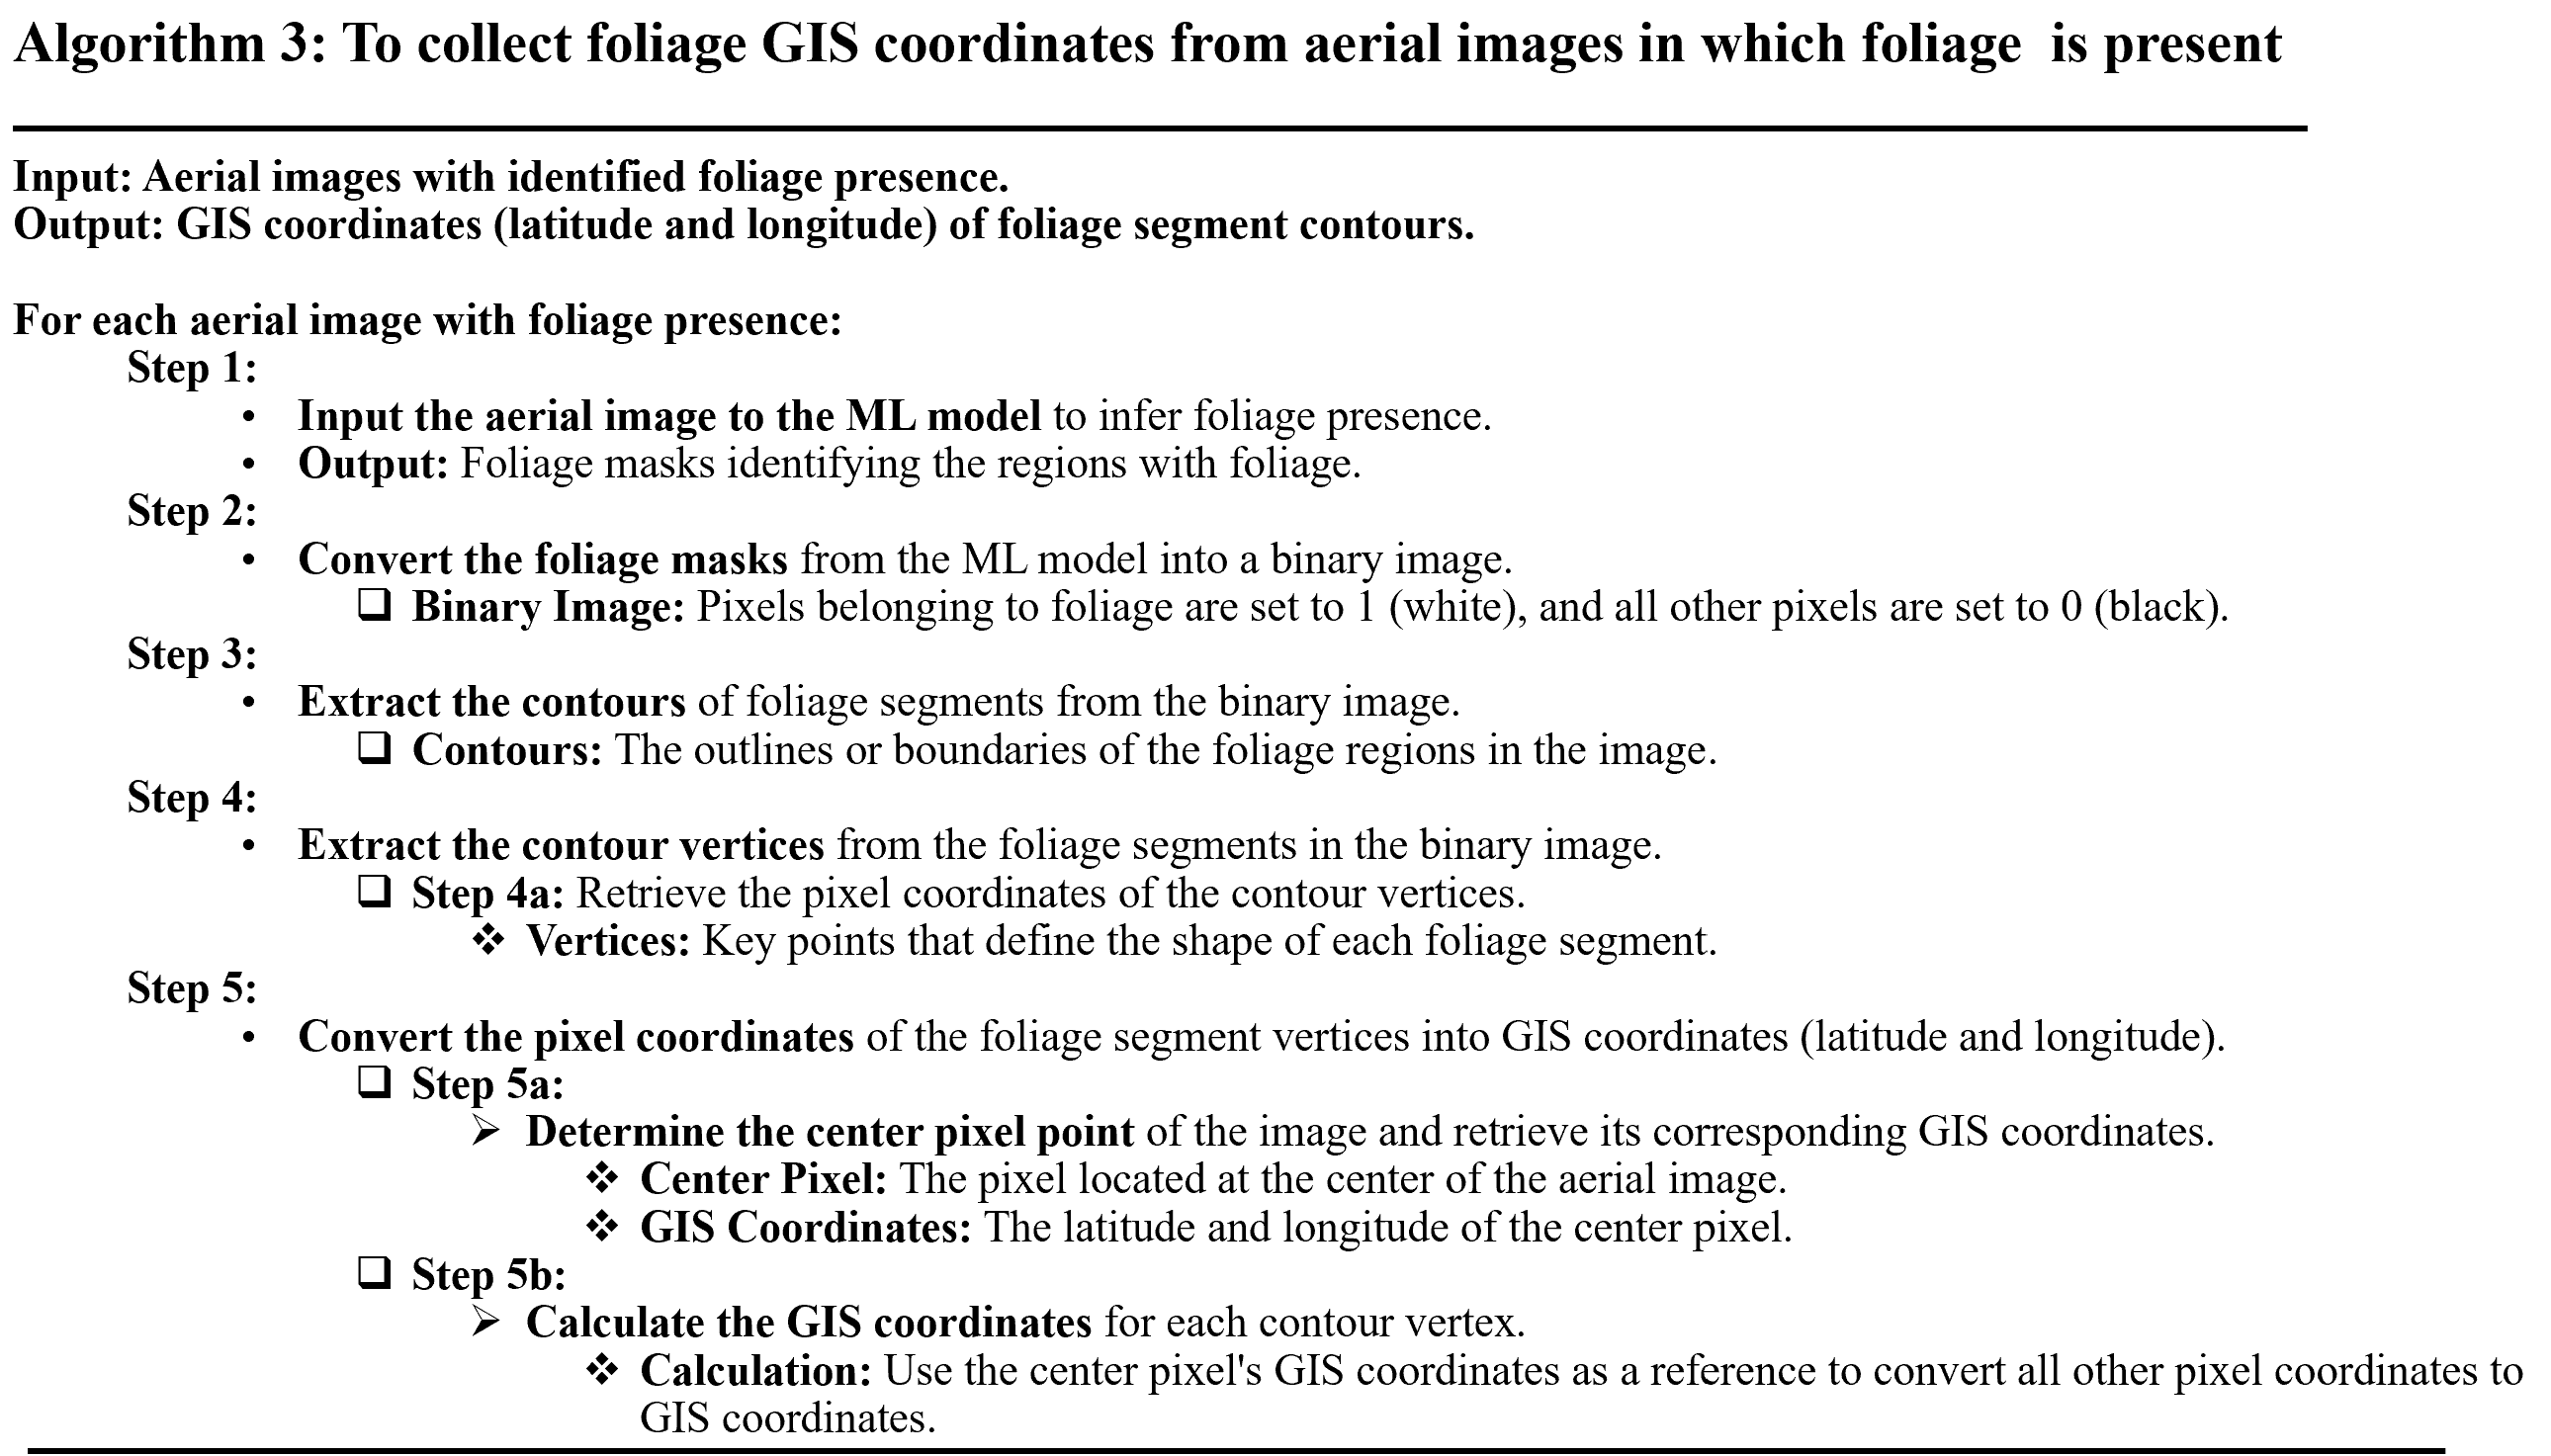 Algorithm 3: To collect foliage GIS coordinates from aerial images in which foliage  is present
Input: Aerial images with identified foliage presence.
Output: GIS coordinates (latitude and longitude) of foliage segment contours.
For each aerial image with foliage presence:
Step 1:
• Input the aerial image to the ML model to infer foliage presence.
• Output: Foliage masks identifying the regions with foliage.
Step 2:
• Convert the foliage masks from the ML model into a binary image.
❑ Binary Image: Pixels belonging to foliage are set to 1 (white), and all other pixels are set to 0 (black).
Step 3:
• Extract the contours of foliage segments from the binary image.
❑ Contours: The outlines or boundaries of the foliage regions in the image.
Step 4:
• Extract the contour vertices from the foliage segments in the binary image.
❑ Step 4a: Retrieve the pixel coordinates of the contour vertices.
❖ Vertices: Key points that define the shape of each foliage segment.
Step 5:
• Convert the pixel coordinates of the foliage segment vertices into GIS coordinates (latitude and longitude).
❑ Step 5a:
➢ Determine the center pixel point of the image and retrieve its corresponding GIS coordinates.
❖ Center Pixel: The pixel located at the center of the aerial image.
❖ GIS Coordinates: The latitude and longitude of the center pixel.
❑ Step 5b:
➢ Calculate the GIS coordinates for each contour vertex.
❖ Calculation: Use the center pixel's GIS coordinates as a reference to convert all other pixel coordinates to
GIS coordinates.